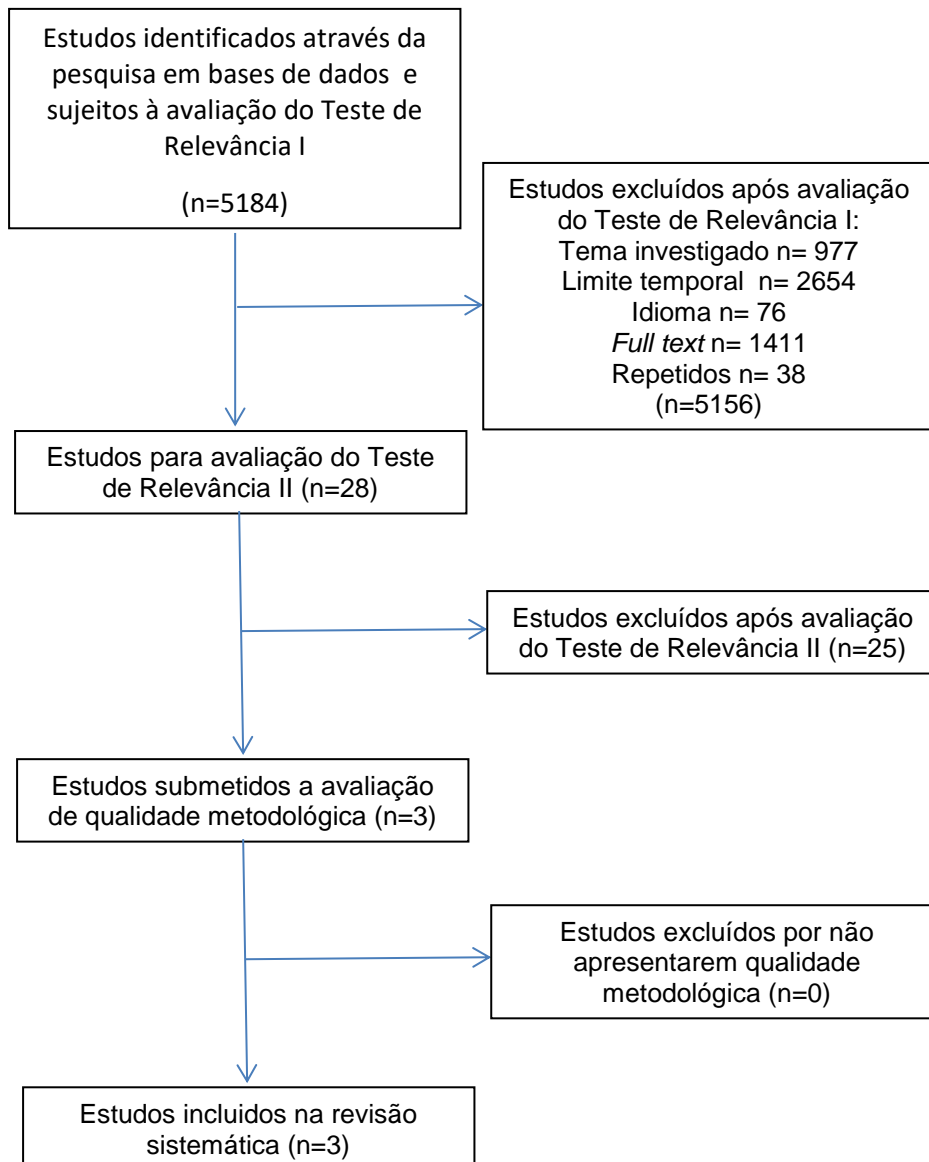 Estudos identificados através da
pesquisa em bases de dados e
sujeitos à avaliação do Teste de
Relevância I
(n=5184)
Estudos excluídos após avaliação
do Teste de Relevância I:
Tema investigado n= 977
Limite temporal n= 2654
Idioma n= 76
Full text n= 1411
Repetidos n= 38
(n=5156)
Estudos para avaliação do Teste
de Relevância II (n=28)
Estudos excluídos após avaliação
do Teste de Relevância II (n=25)
Estudos submetidos a avaliação
de qualidade metodológica (n=3)
Estudos excluídos por não
apresentarem qualidade
metodológica (n=0)
Estudos incluidos na revisão
sistemática (n=3)